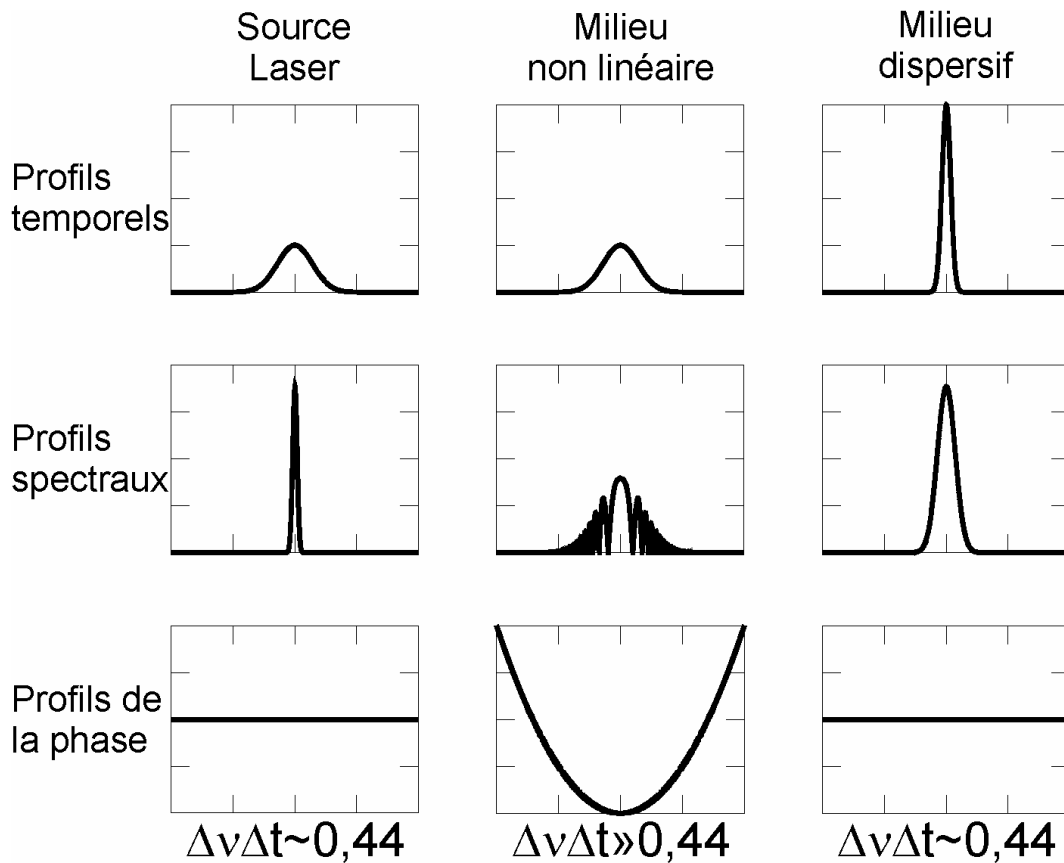 Source
Laser
Milieu
non linéaire
Milieu
dispersif
Profils
temporels
Profils
spectraux
Profils de
la phase
ΔνΔt~0,44
ΔνΔt»0,44
ΔνΔt~0,44